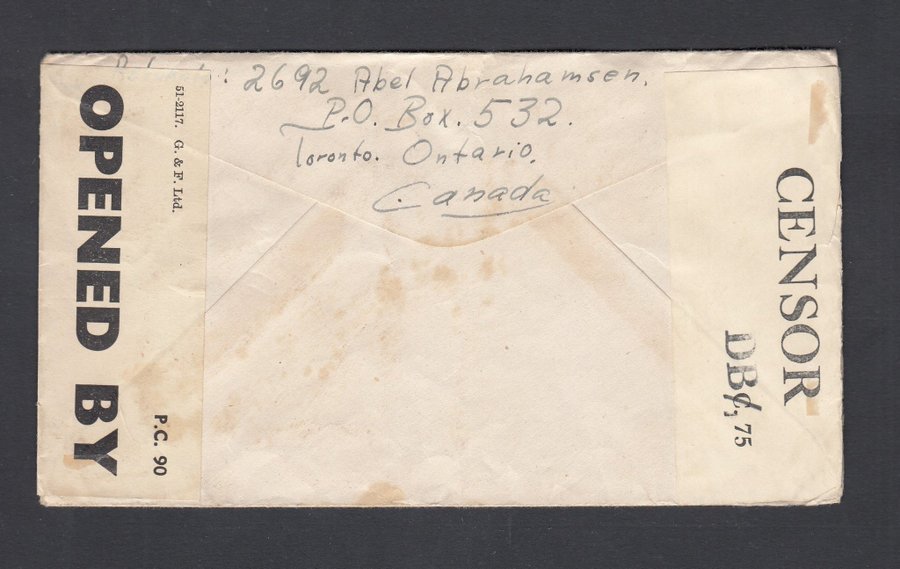 2692 Abel Abrahamsen.
P.O. Box. 532.
Toronto. Ontario.
Canada
OPENED BY
51-2117. G. & F. Ltd.
P.C. 90
CENSOR
DB/C. 75